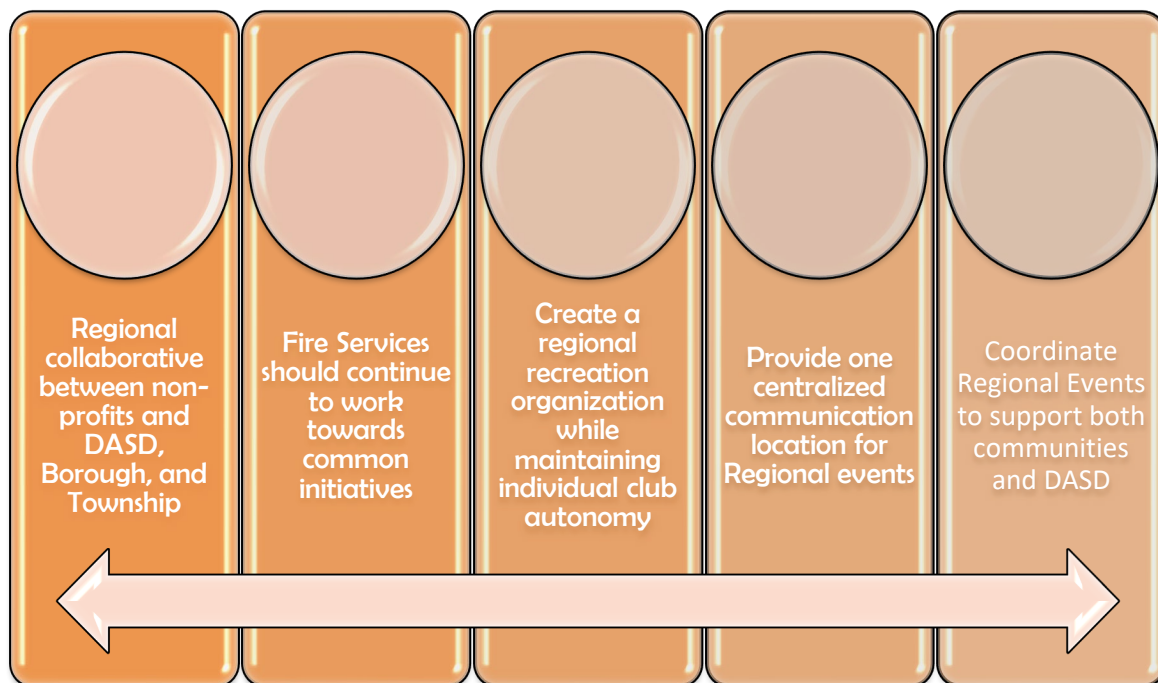 Regional
collaborative
between non-
profits and
DASD,
Borough, and
Township
Fire Services
should continue
to work
towards
common
initiatives
Create a
regional
recreation
organization
while
maintaining
individual club
autonomy
Provide one
centralized
communication
location for
Regional events
Coordinate
Regional Events
to support both
communities
and DASD